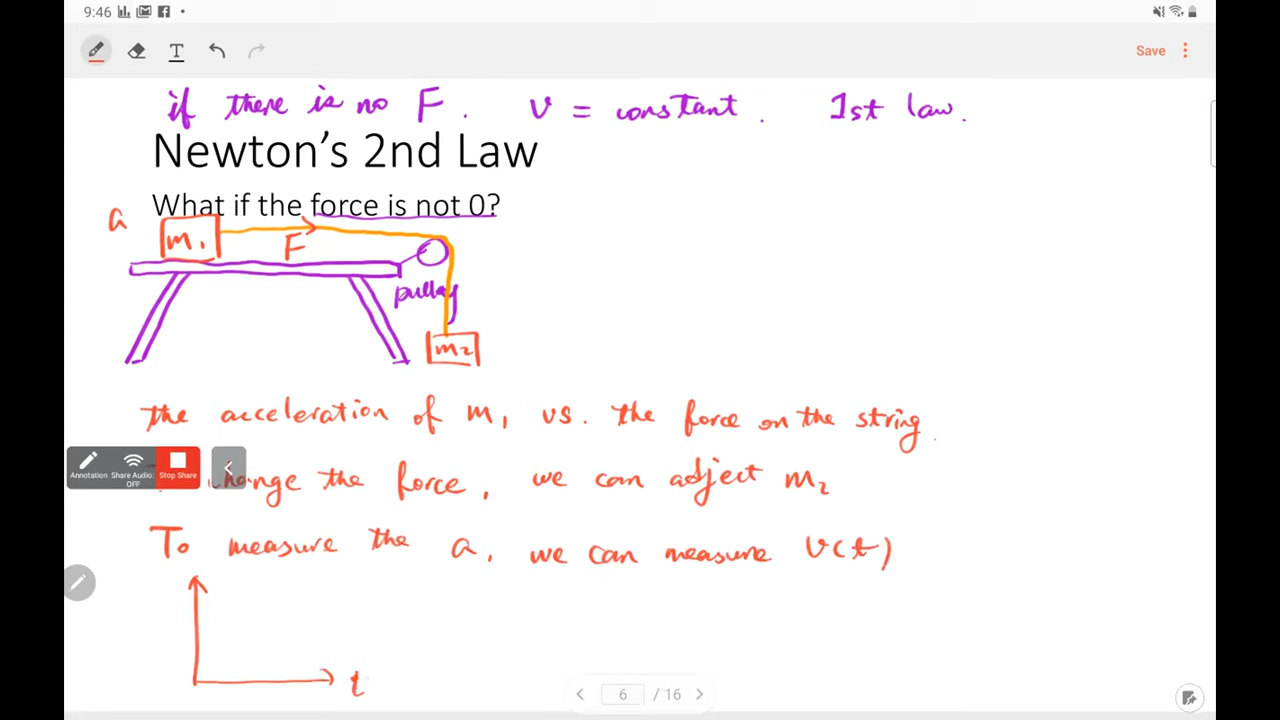 9:46
Save
if there is no F. v = constant. 1st law.
Newton's 2nd Law
What if the force is not 0?
a
m1
F
pulley
m2
the acceleration of m1 vs. the force on the string.
change the force, we can adject m2
To measure the a, we can measure v(t)
Annotation
Share Audio: OFF
Stop Share
t
6 / 16